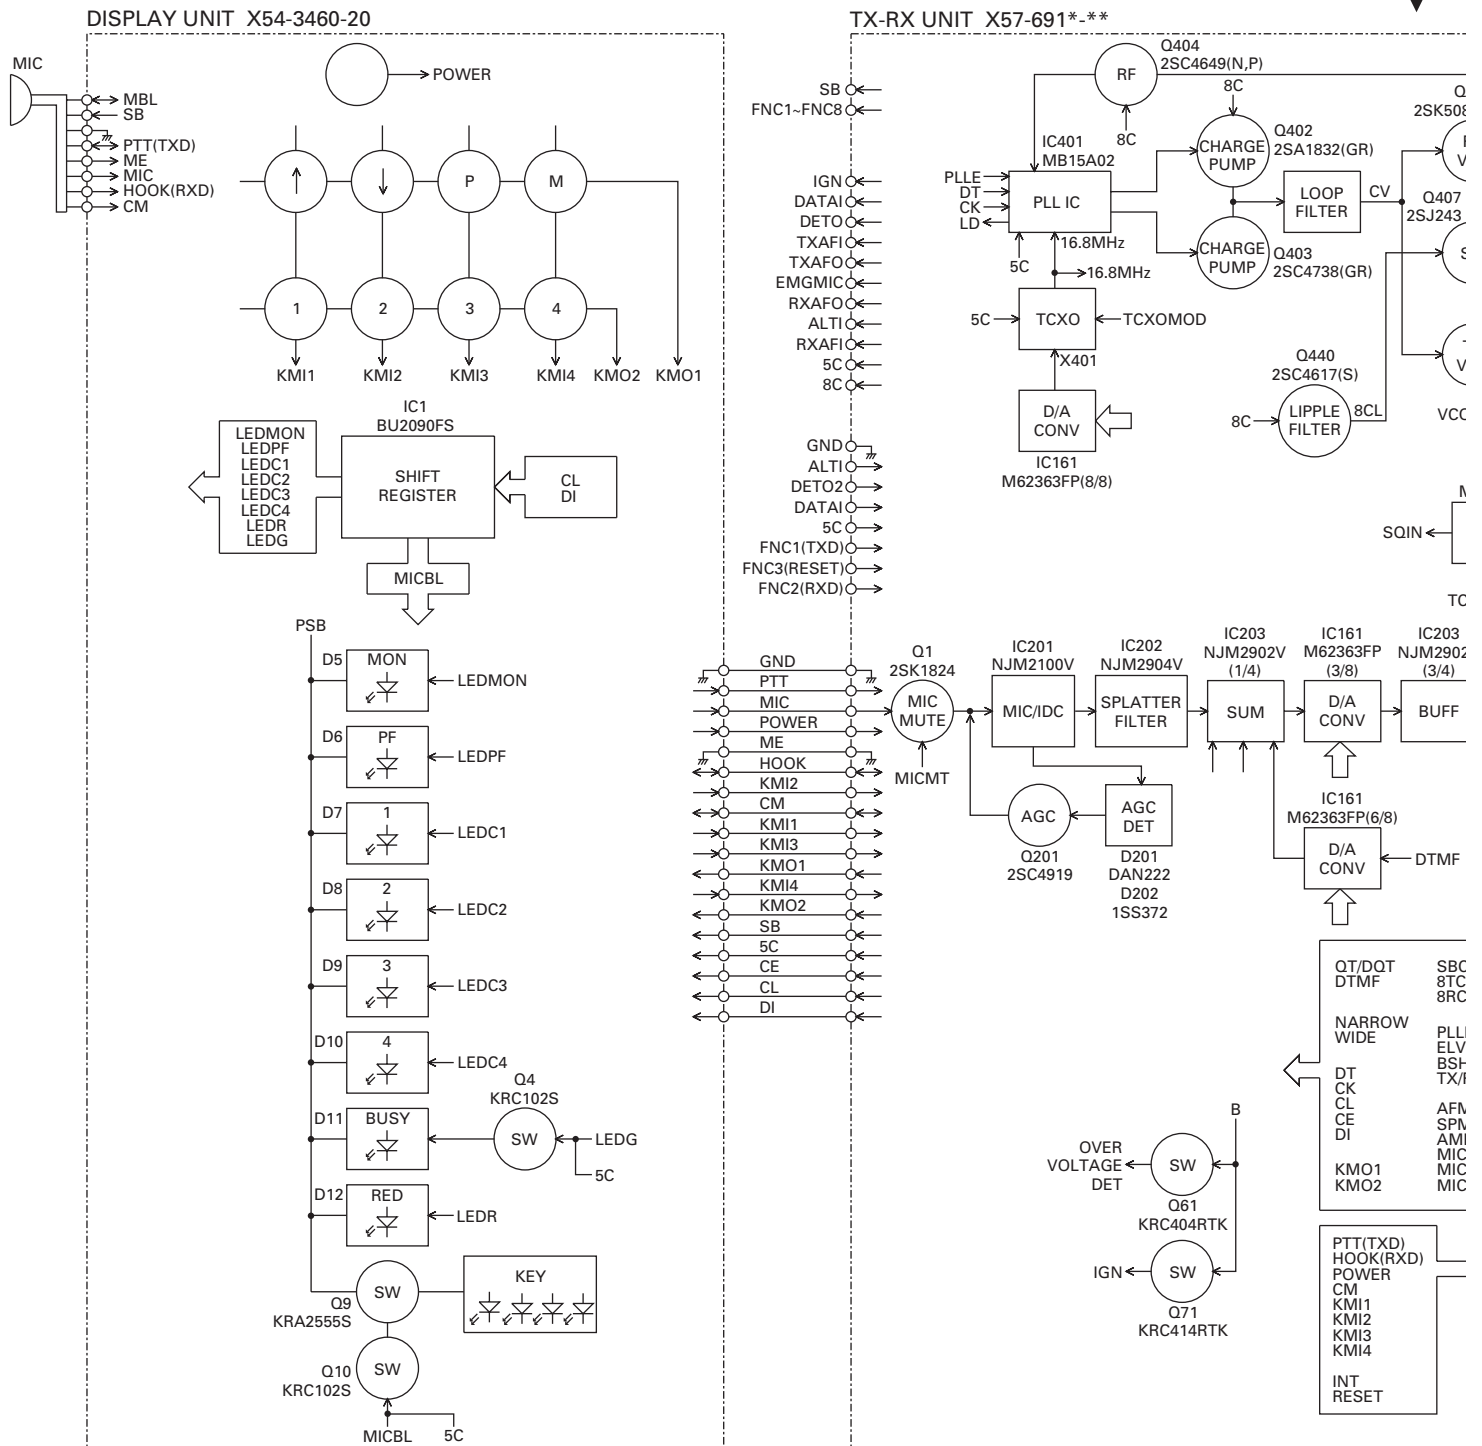 DISPLAY UNIT X54-3460-20
MIC
POWER
MBL
SB
PTT(TXD)
ME
MIC
HOOK(RXD)
CM
P
M
1
2
3
4
KMI1
KMI2
KMI3
KMI4
KMO2
KMO1
IC1
BU2090FS
LEDMON
LEDPF
LEDC1
LEDC2
LEDC3
LEDC4
LEDR
LEDG
SHIFT
REGISTER
CL
DI
MICBL
PSB
D5
MON
LEDMON
D6
PF
LEDPF
D7
1
LEDC1
D8
2
LEDC2
D9
3
LEDC3
D10
4
LEDC4
Q4
KRC102S
D11
BUSY
SW
LEDG
5C
D12
RED
LEDR
SW
KEY
Q9
KRA2555S
SW
Q10
KRC102S
MICBL
5C
GND
PTT
MIC
POWER
ME
HOOK
KMI2
CM
KMI1
KMI3
KMO1
KMI4
KMO2
SB
5C
CE
CL
DI
TX-RX UNIT X57-691*-**
SB
FNC1~FNC8
IGN
DATAI
DETO
TXAFI
TXAFO
EMGMIC
RXAFO
ALTI
RXAFI
5C
8C
GND
ALTI
DETO2
DATAI
5C
FNC1(TXD)
FNC3(RESET)
FNC2(RXD)
RF
Q404
2SC4649(N,P)
8C
8C
IC401
MB15A02
PLLE
DT
CK
LD
PLL IC
5C
16.8MHz
16.8MHz
CHARGE
PUMP
Q402
2SA1832(GR)
CHARGE
PUMP
Q403
2SC4738(GR)
LOOP
FILTER
CV
2SK508
Q407
2SJ243
5C
TCXO
TCXOMOD
X401
D/A
CONV
IC161
M62363FP(8/8)
Q440
2SC4617(S)
8C
LIPPLE
FILTER
8CL
SQIN
Q1
2SK1824
MIC
MUTE
MICMT
IC201
NJM2100V
MIC/IDC
IC202
NJM2904V
SPLATTER
FILTER
IC203
NJM2902V
(1/4)
SUM
IC161
M62363FP
(3/8)
D/A
CONV
IC203
NJM2902
(3/4)
BUFF
AGC
Q201
2SC4919
AGC
DET
D201
DAN222
D202
1SS372
IC161
M62363FP(6/8)
D/A
CONV
DTMF
QT/DQT
DTMF
NARROW
WIDE
DT
CK
CL
CE
DI
KMO1
KMO2
8TC
8RC
B
OVER
VOLTAGE
DET
SW
Q61
KRC404RTK
IGN
SW
Q71
KRC414RTK
PTT(TXD)
HOOK(RXD)
POWER
CM
KMI1
KMI2
KMI3
KMI4
INT
RESET